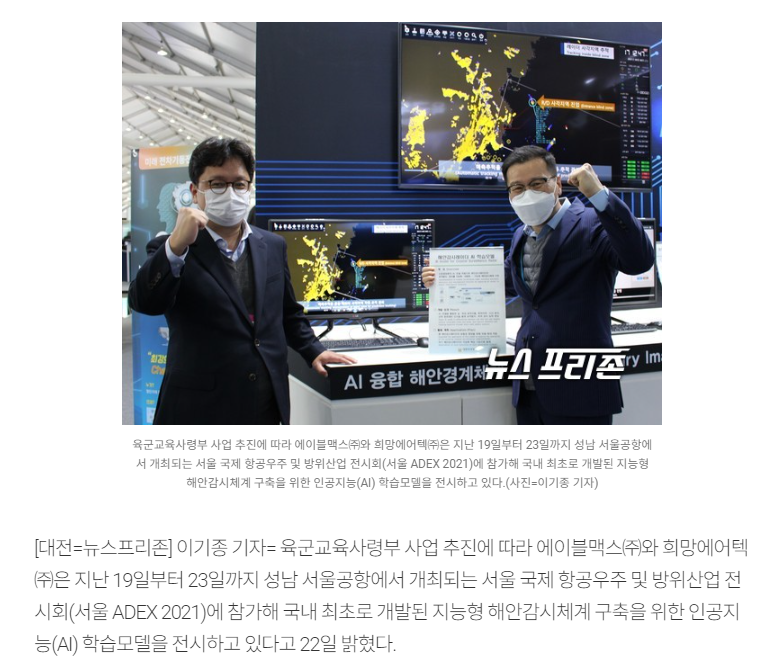 레이더 사각지역 추적
AI 융합 해안경계체
ry Ima
뉴스 프리존
육군교육사령부 사업 추진에 따라 에이블맥스㈜와 희망에어텍㈜은 지난 19일부터 23일까지 성남 서울공항에
서 개최되는 서울 국제 항공우주 및 방위산업 전시회(서울 ADEX 2021)에 참가해 국내 최초로 개발된 지능형
해안감시체계 구축을 위한 인공지능(AI) 학습모델을 전시하고 있다.(사진=이기종 기자)
[대전=뉴스프리존] 이기종 기자= 육군교육사령부 사업 추진에 따라 에이블맥스㈜와 희망에어텍
㈜은 지난 19일부터 23일까지 성남 서울공항에서 개최되는 서울 국제 항공우주 및 방위산업 전
시회(서울 ADEX 2021)에 참가해 국내 최초로 개발된 지능형 해안감시체계 구축을 위한 인공지
능(AI) 학습모델을 전시하고 있다고 22일 밝혔다.